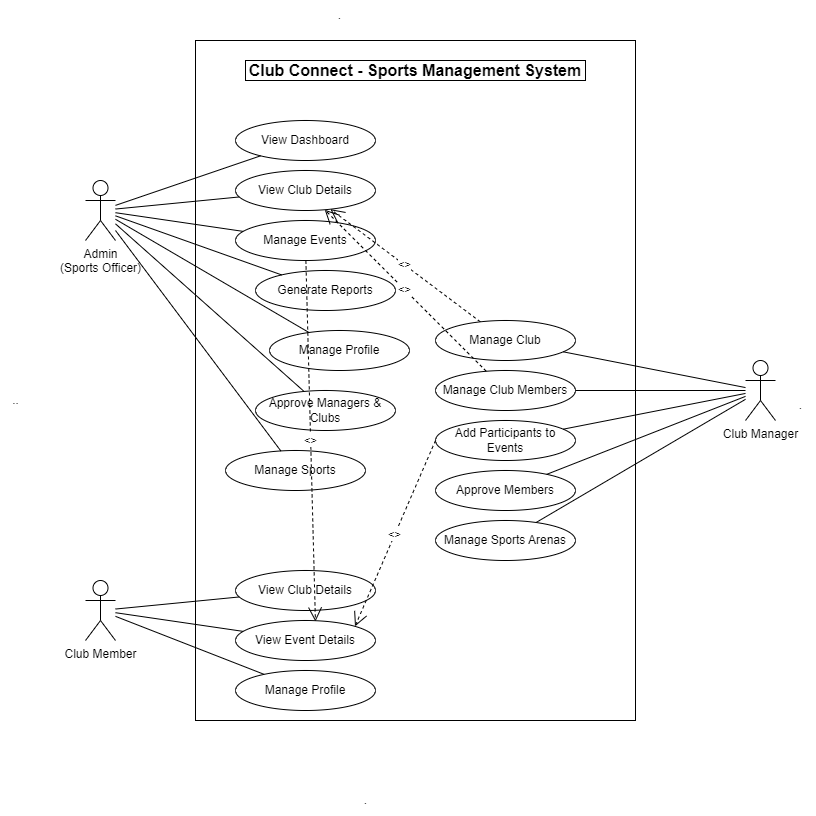 Club Connect - Sports Management System
View Dashboard
View Club Details
Manage Events
Admin
(Sports Officer)
<>
Generate Reports
<>
Manage Club
Manage Profile
Manage Club Members
Approve Managers &
Clubs
Club Manager
Add Participants to
Events
<>
Manage Sports
Approve Members
<>
Manage Sports Arenas
View Club Details
View Event Details
Club Member
Manage Profile